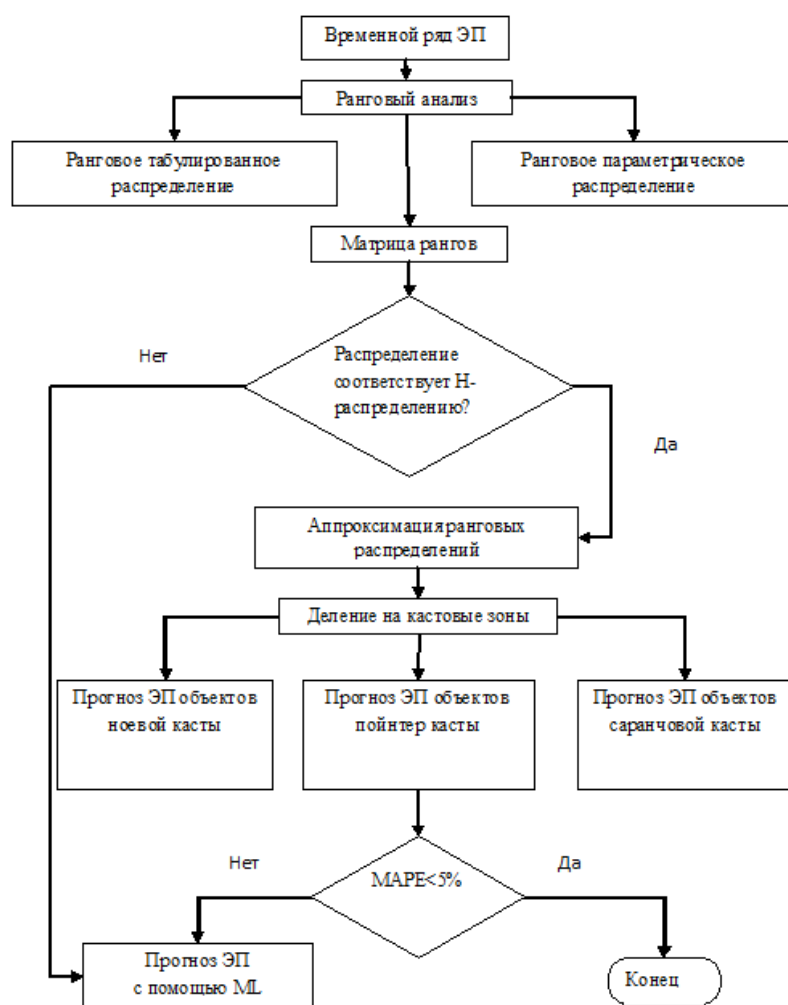 Временной ряд ЭП
Ранговый анализ
Ранговое табулированное
распределение
Ранговое параметрическое
распределение
Матрица рангов
Нет
Распределение
соответствует Н-
распределению?
Да
Аппроксимация ранговых
распределений
Деление на кастовые зоны
Прогноз ЭП объектов
ноевой касты
Прогноз ЭП объектов
пойнтер касты
Прогноз ЭП объектов
саранчовой касты
Нет
MAPE<5%
Да
Прогноз ЭП
с помощью ML
Конец